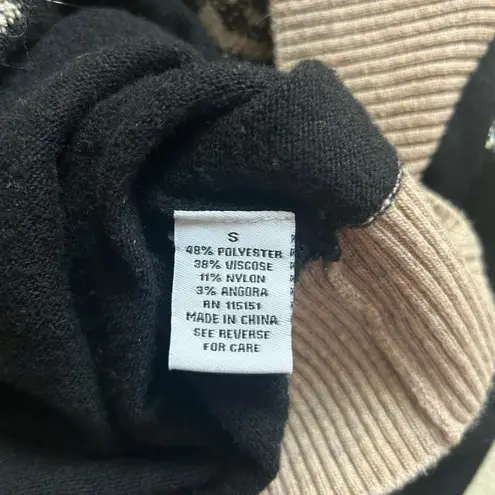 S
48% POLYESTER
38% VISCOSE
11% NYLON
3% ANGORA
RN 115151
MADE IN CHINA
SEE REVERSE
FOR CARE